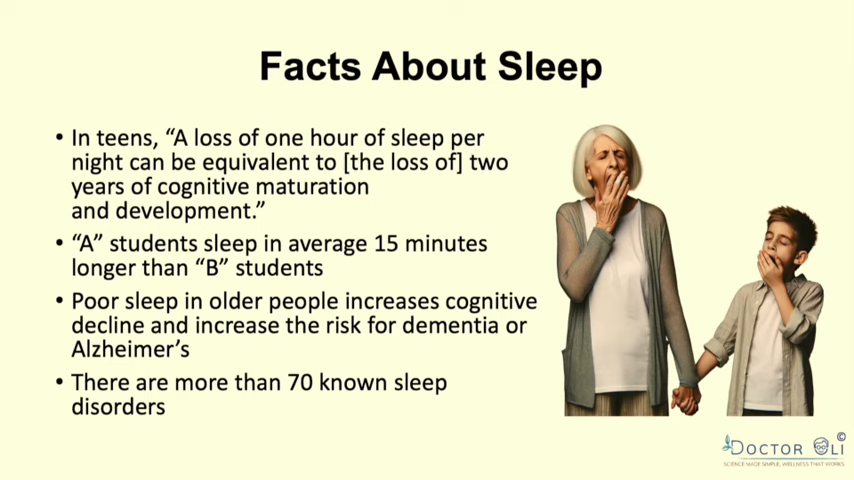 Facts About Sleep
• In teens, “A loss of one hour of sleep per
night can be equivalent to [the loss of] two
years of cognitive maturation
and development.”
• “A” students sleep in average 15 minutes
longer than “B” students
• Poor sleep in older people increases cognitive
decline and increase the risk for dementia or
Alzheimer’s
• There are more than 70 known sleep
disorders
DOCTOR OLI ©
SCIENCE MADE SIMPLE, WELLNESS THAT WORKS.